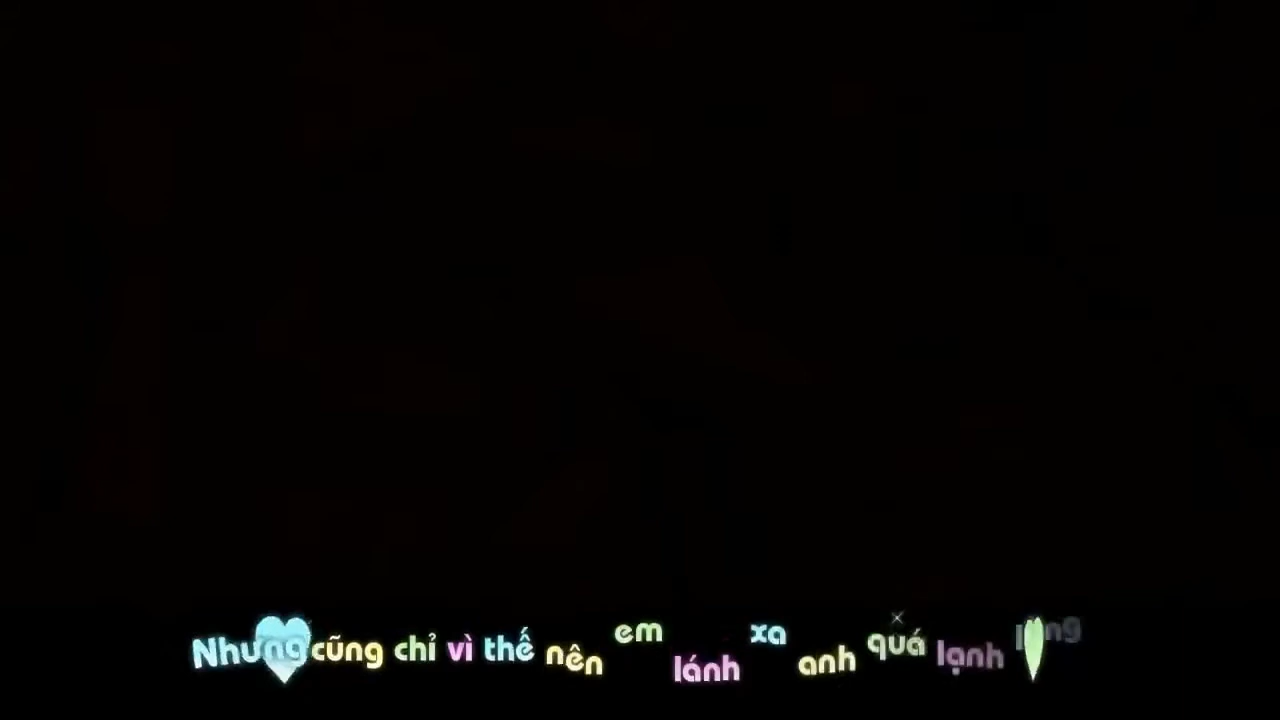 Nhưng cũng chỉ vì thế nên em lánh xa anh quá lạnh